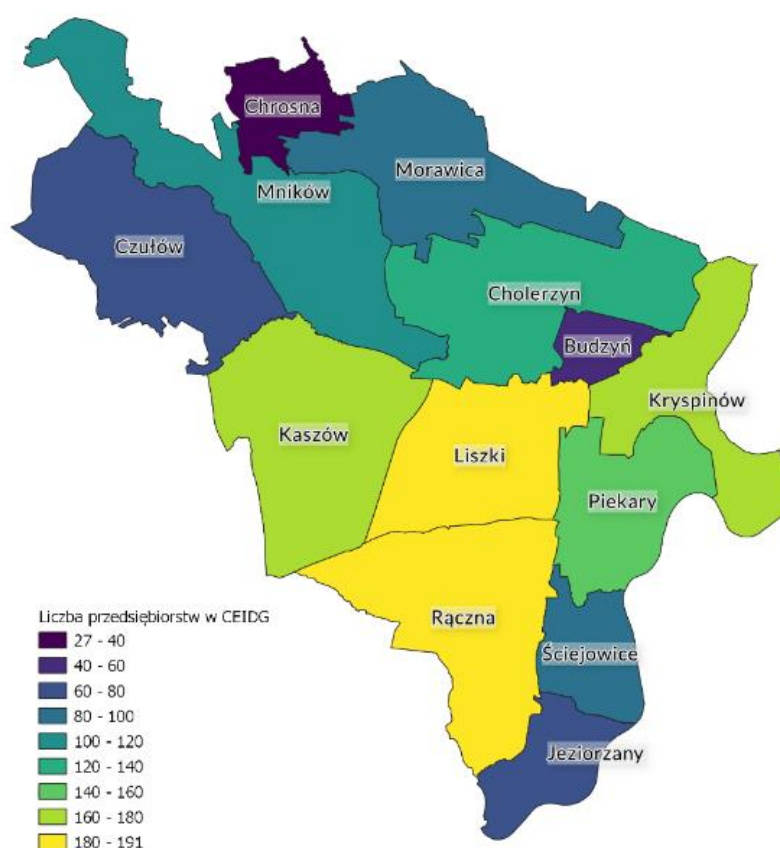 Chrosna
Morawica
Mników
Czułów
Cholerzyn
Budzyń
Kryspinów
Kaszów
Liszki
Piekary
Rączna
Ściejowice
Jeziorzany
Liczba przedsiębiorstw w CEIDG
27 - 40
40 - 60
60 - 80
80 - 100
100 - 120
120 - 140
140 - 160
160 - 180
180 - 191